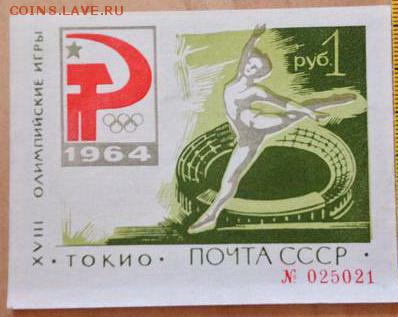 COINS.LAVE.RU
XVIII ОЛИМПИЙСКИЕ ИГРЫ
1964
руб. 1
• ТОКИО • ПОЧТА СССР •
№ 025021